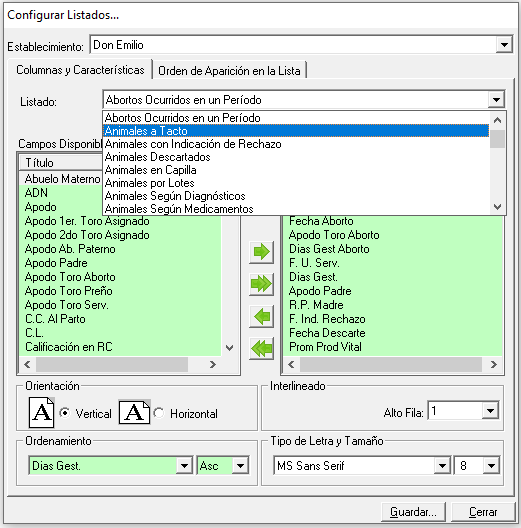 Configurar Listados...
Establecimiento: Don Emilio
Columnas y Características Orden de Aparición en la Lista
Listado: Abortos Ocurridos en un Período
Abortos Ocurridos en un Período
Animales a Tacto
Animales con Indicación de Rechazo
Animales Descartados
Animales en Capilla
Animales por Lotes
Animales Según Diagnósticos
Animales Según Medicamentos
Campos Disponibl
Título
Abuelo Materno
ADN
Apodo
Apodo 1er. Toro Asignado
Apodo 2do Toro Asignado
Apodo Ab. Paterno
Apodo Padre
Apodo Toro Aborto
Apodo Toro Preño
Apodo Toro Serv.
C.C. Al Parto
C.L.
Calificación en RC
Fecha Aborto
Apodo Toro Aborto
Dias Gest Aborto
F. U. Serv.
Dias Gest.
Apodo Padre
R.P. Madre
F. Ind. Rechazo
Fecha Descarte
Prom Prod Vital
Orientación
A Vertical A Horizontal
Interlineado
Alto Fila: 1
Ordenamiento
Dias Gest. Asc
Tipo de Letra y Tamaño
MS Sans Serif 8
Guardar... Cerrar